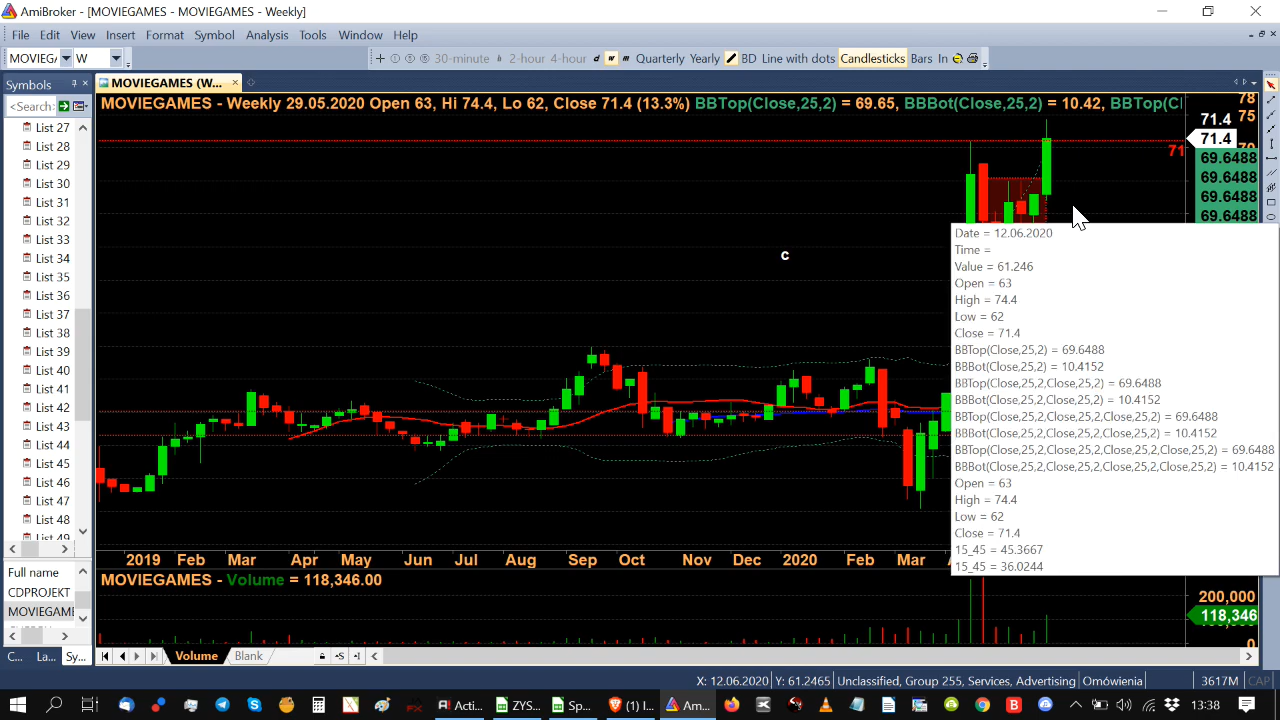 AmiBroker - [MOVIEGAMES - MOVIEGAMES - Weekly]
File Edit View Insert Format Symbol Analysis Tools Window Help
MOVIEG W 30-minute h 2-hour 4-hour d w m Quarterly Yearly BD Line with dots Candlesticks Bars In
Symbols
MOVIEGAMES (W...
<Search:
MOVIEGAMES - Weekly 29.05.2020 Open 63, Hi 74.4, Lo 62, Close 71.4 (13.3%) BBTop(Close,25,2) = 69.65, BBBot(Close,25,2) = 10.42, BBTop(Cl
78
75
71.4
71.4
71
69.6488
69.6488
69.6488
69.6488
List 27
List 28
List 29
List 30
List 31
List 32
List 33
List 34
List 35
List 36
List 37
List 38
List 39
List 40
List 41
List 42
List 43
List 44
List 45
List 46
List 47
List 48
List 49
c
Date = 12.06.2020
Time =
Value = 61.246
Open = 63
High = 74.4
Low = 62
Close = 71.4
BBTop(Close,25,2) = 69.6488
BBBot(Close,25,2) = 10.4152
BBTop(Close,25,2,Close,25,2) = 69.6488
BBBot(Close,25,2,Close,25,2) = 10.4152
BBTop(Close,25,2,Close,25,2,Close,25,2) = 69.6488
BBBot(Close,25,2,Close,25,2,Close,25,2) = 10.4152
BBTop(Close,25,2,Close,25,2,Close,25,2,Close,25,2) = 69.6488
BBBot(Close,25,2,Close,25,2,Close,25,2,Close,25,2) = 10.4152
Open = 63
High = 74.4
Low = 62
Close = 71.4
15_45 = 45.3667
15_45 = 36.0244
2019 Feb Mar Apr May Jun Jul Aug Sep Oct Nov Dec 2020 Feb Mar A
Full name
CDPROJEKT
MOVIEGAME
MOVIEGAMES - Volume = 118,346.00
200,000
118,346
0
C... La... Sy...
Volume Blank
X: 12.06.2020 Y: 61.2465 Unclassified, Group 255, Services, Advertising Omówienia 3617M CAP
Acti... ZYS... Sp... (1) I... Am... 13:38